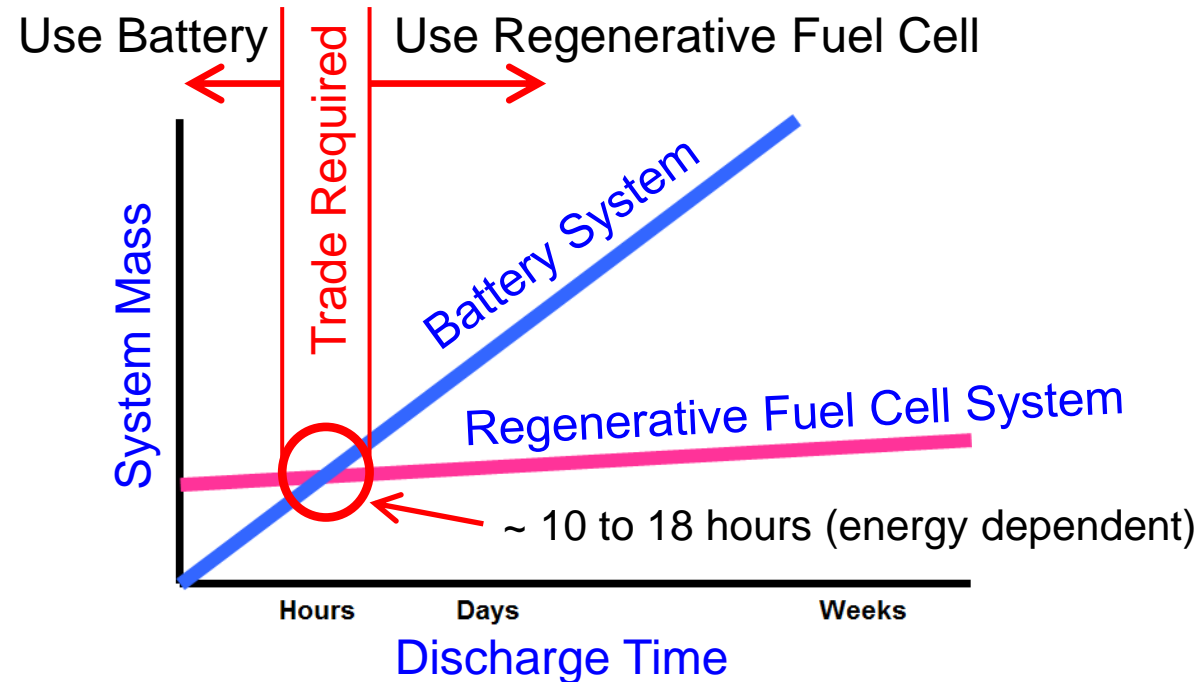 Use Battery
Use Regenerative Fuel Cell
Trade Required
Battery System
System Mass
Regenerative Fuel Cell System
~ 10 to 18 hours (energy dependent)
Hours
Days
Weeks
Discharge Time